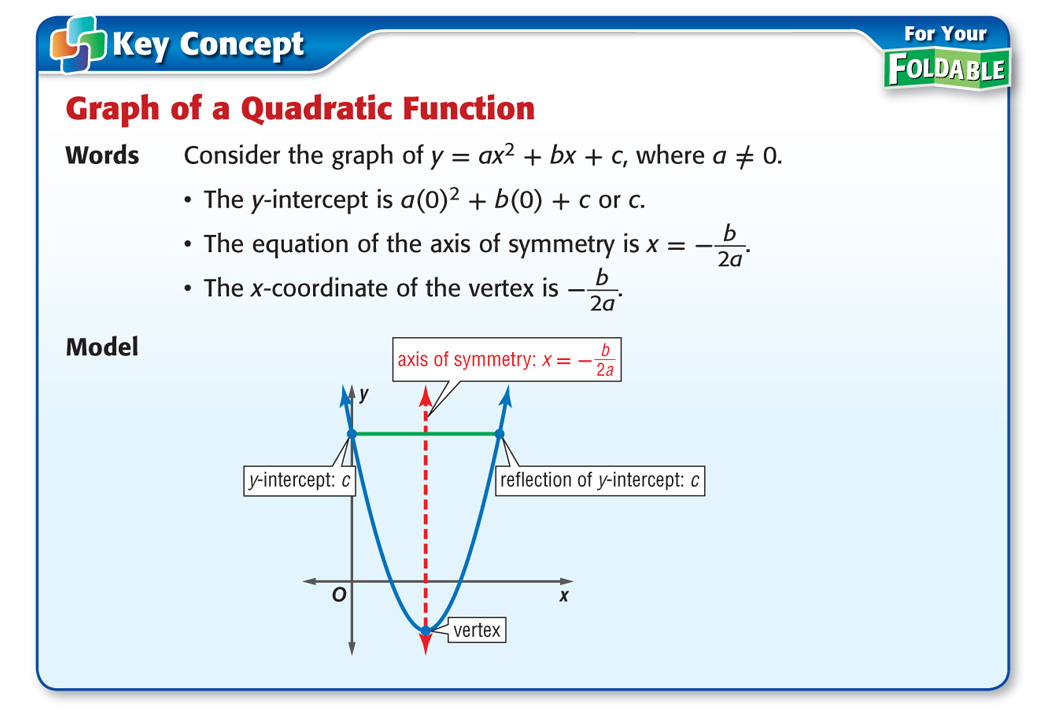 Key Concept
For Your
FOLDABLE
Graph of a Quadratic Function
Words Consider the graph of y = ax² + bx + c, where a ≠ 0.
• The y-intercept is a(0)² + b(0) + c or c.
• The equation of the axis of symmetry is x = −b/2a.
• The x-coordinate of the vertex is −b/2a.
Model
axis of symmetry: x = −b/2a
y
y-intercept: c
reflection of y-intercept: c
O
x
vertex